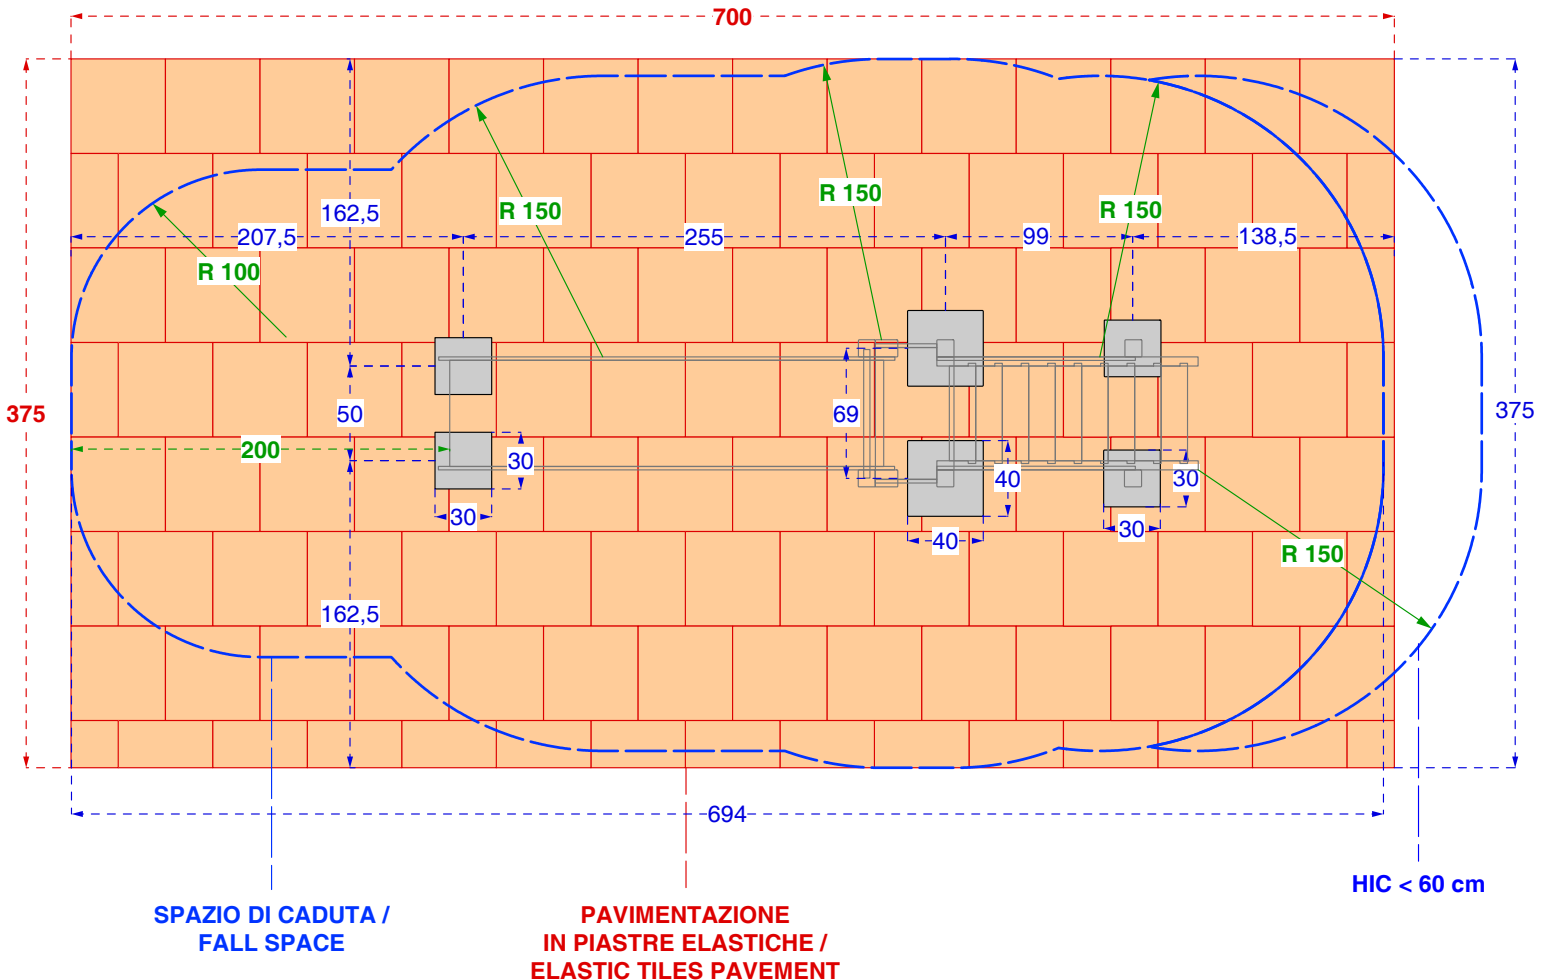 700
R 150
R 150
R 150
162,5
207,5
255
99
138,5
R 100
375
50
69
375
200
30
40
30
30
40
30
R 150
162,5
694
HIC < 60 cm
SPAZIO DI CADUTA /
FALL SPACE
PAVIMENTAZIONE
IN PIASTRE ELASTICHE /
ELASTIC TILES PAVEMENT